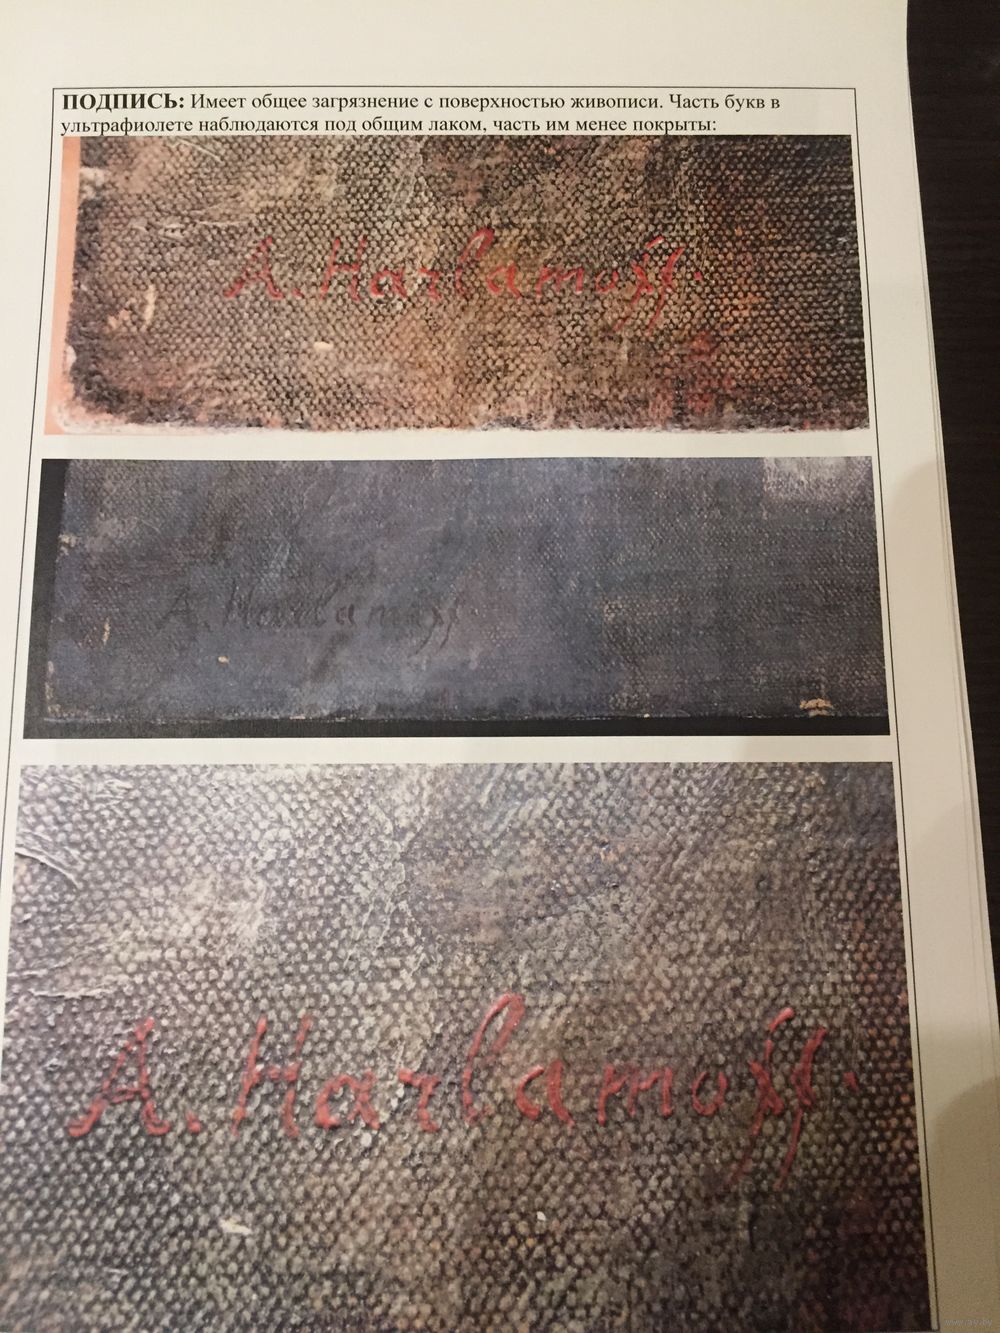 ПОДПИСЬ: Имеет общее загрязнение с поверхностью живописи. Часть букв в
ультрафиолете наблюдаются под общим лаком, часть им менее покрыты:
A. Harlamoff.
A. Harlamoff.
A. Harlamoff.